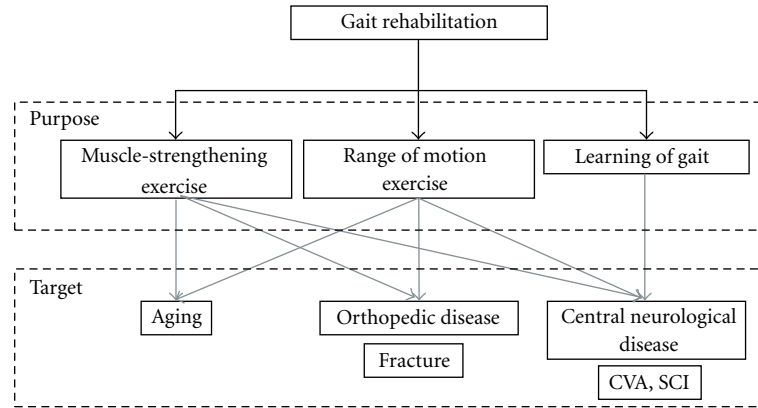 Gait rehabilitation
Purpose
Muscle-strengthening
exercise
Range of motion
exercise
Learning of gait
Target
Aging
Orthopedic disease
Central neurological
disease
Fracture
CVA, SCI